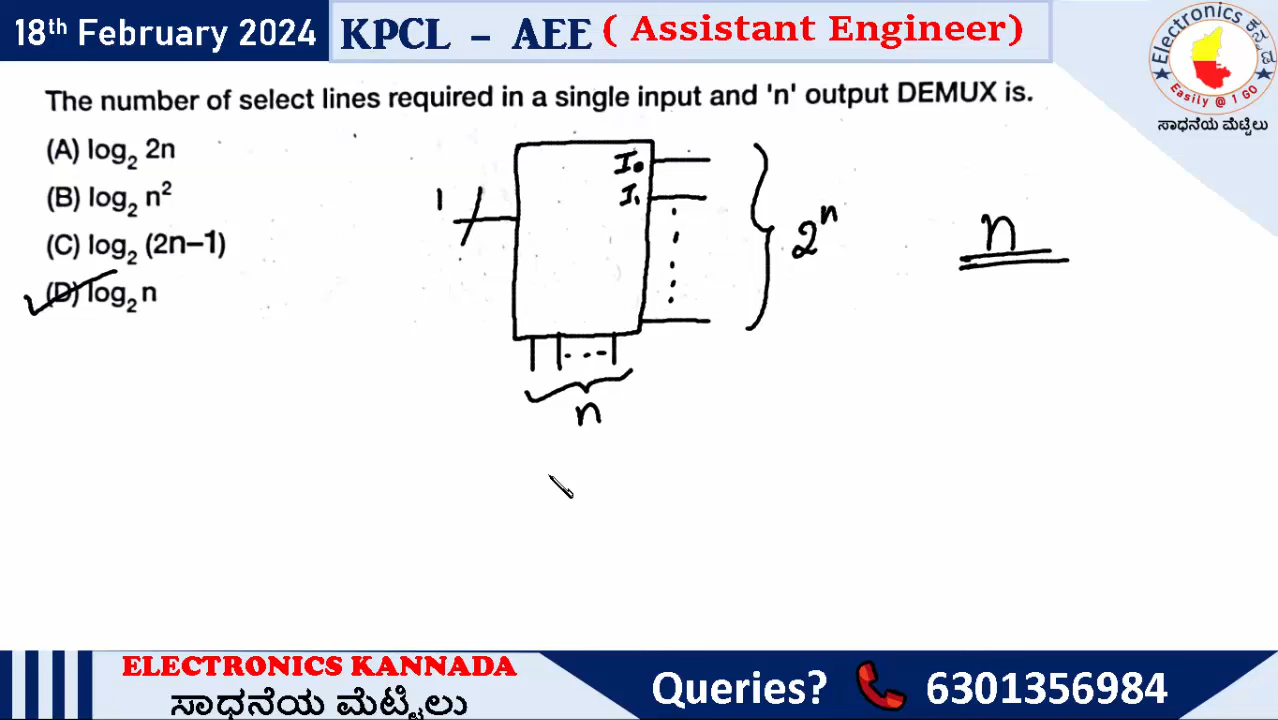 18th February 2024
KPCL - AEE ( Assistant Engineer)
Electronics ಕನ್ನಡ
Easily @ 1 GO
ಸಾಧನೆಯ ಮೆಟ್ಟಿಲು
The number of select lines required in a single input and 'n' output DEMUX is.
(A) log₂ 2n
(B) log₂ n²
(C) log₂ (2n–1)
(D) log₂ n
1
I₀
I₁
2ⁿ
n
n
ELECTRONICS KANNADA
ಸಾಧನೆಯ ಮೆಟ್ಟಿಲು
Queries? 6301356984